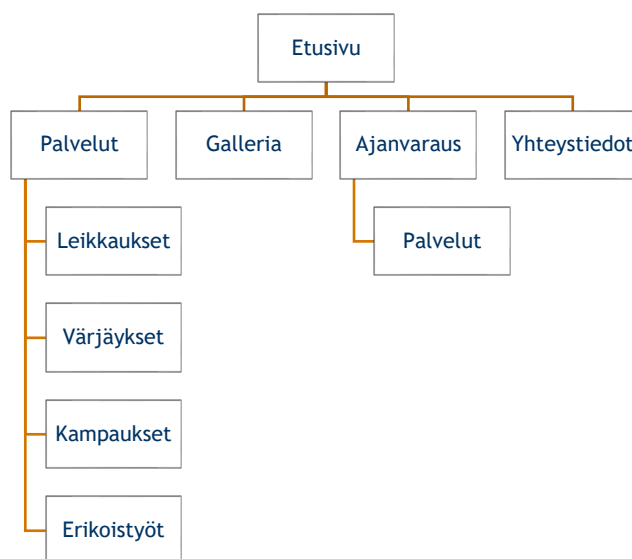 Etusivu
Palvelut
Galleria
Ajanvaraus
Yhteystiedot
Leikkaukset
Palvelut
Värjäykset
Kampaukset
Erikoistyöt